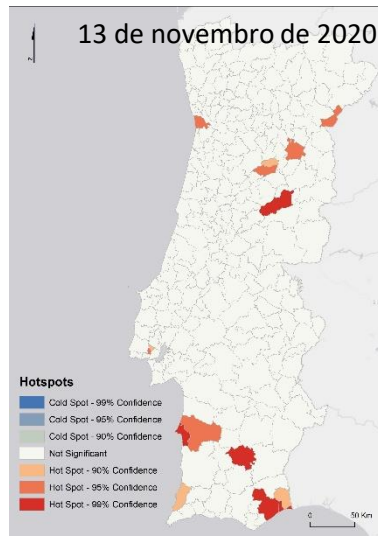 13 de novembro de 2020
N
Hotspots
Cold Spot - 99% Confidence
Cold Spot - 95% Confidence
Cold Spot - 90% Confidence
Not Significant
Hot Spot - 90% Confidence
Hot Spot - 95% Confidence
Hot Spot - 99% Confidence
0 50 Km